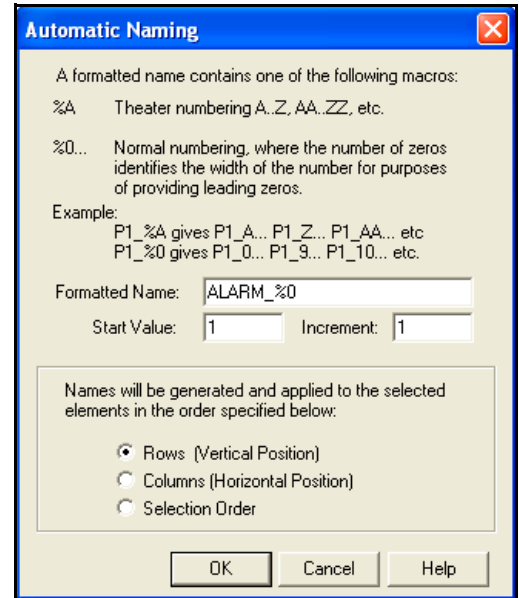 Automatic Naming
A formatted name contains one of the following macros:
%A Theater numbering A..Z, AA..ZZ, etc.
%0... Normal numbering, where the number of zeros
identifies the width of the number for purposes
of providing leading zeros.
Example:
P1_%A gives P1_A... P1_Z... P1_AA... etc
P1_%0 gives P1_0... P1_9... P1_10... etc.
Formatted Name: ALARM_%0
Start Value: 1 Increment: 1
Names will be generated and applied to the selected
elements in the order specified below:
Rows (Vertical Position)
Columns (Horizontal Position)
Selection Order
OK Cancel Help